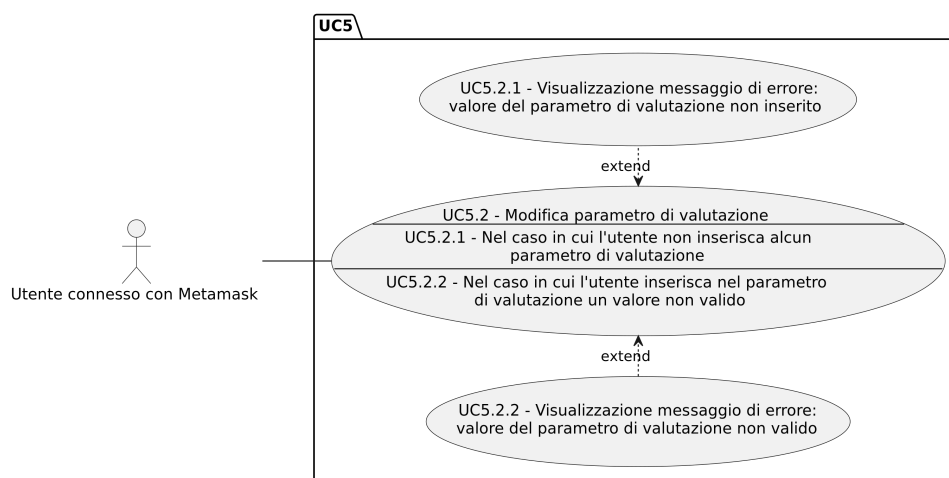 UC5
UC5.2.1 - Visualizzazione messaggio di errore:
valore del parametro di valutazione non inserito
extend
UC5.2 - Modifica parametro di valutazione
UC5.2.1 - Nel caso in cui l'utente non inserisca alcun
parametro di valutazione
UC5.2.2 - Nel caso in cui l'utente inserisca nel parametro
di valutazione un valore non valido
Utente connesso con Metamask
extend
UC5.2.2 - Visualizzazione messaggio di errore:
valore del parametro di valutazione non valido